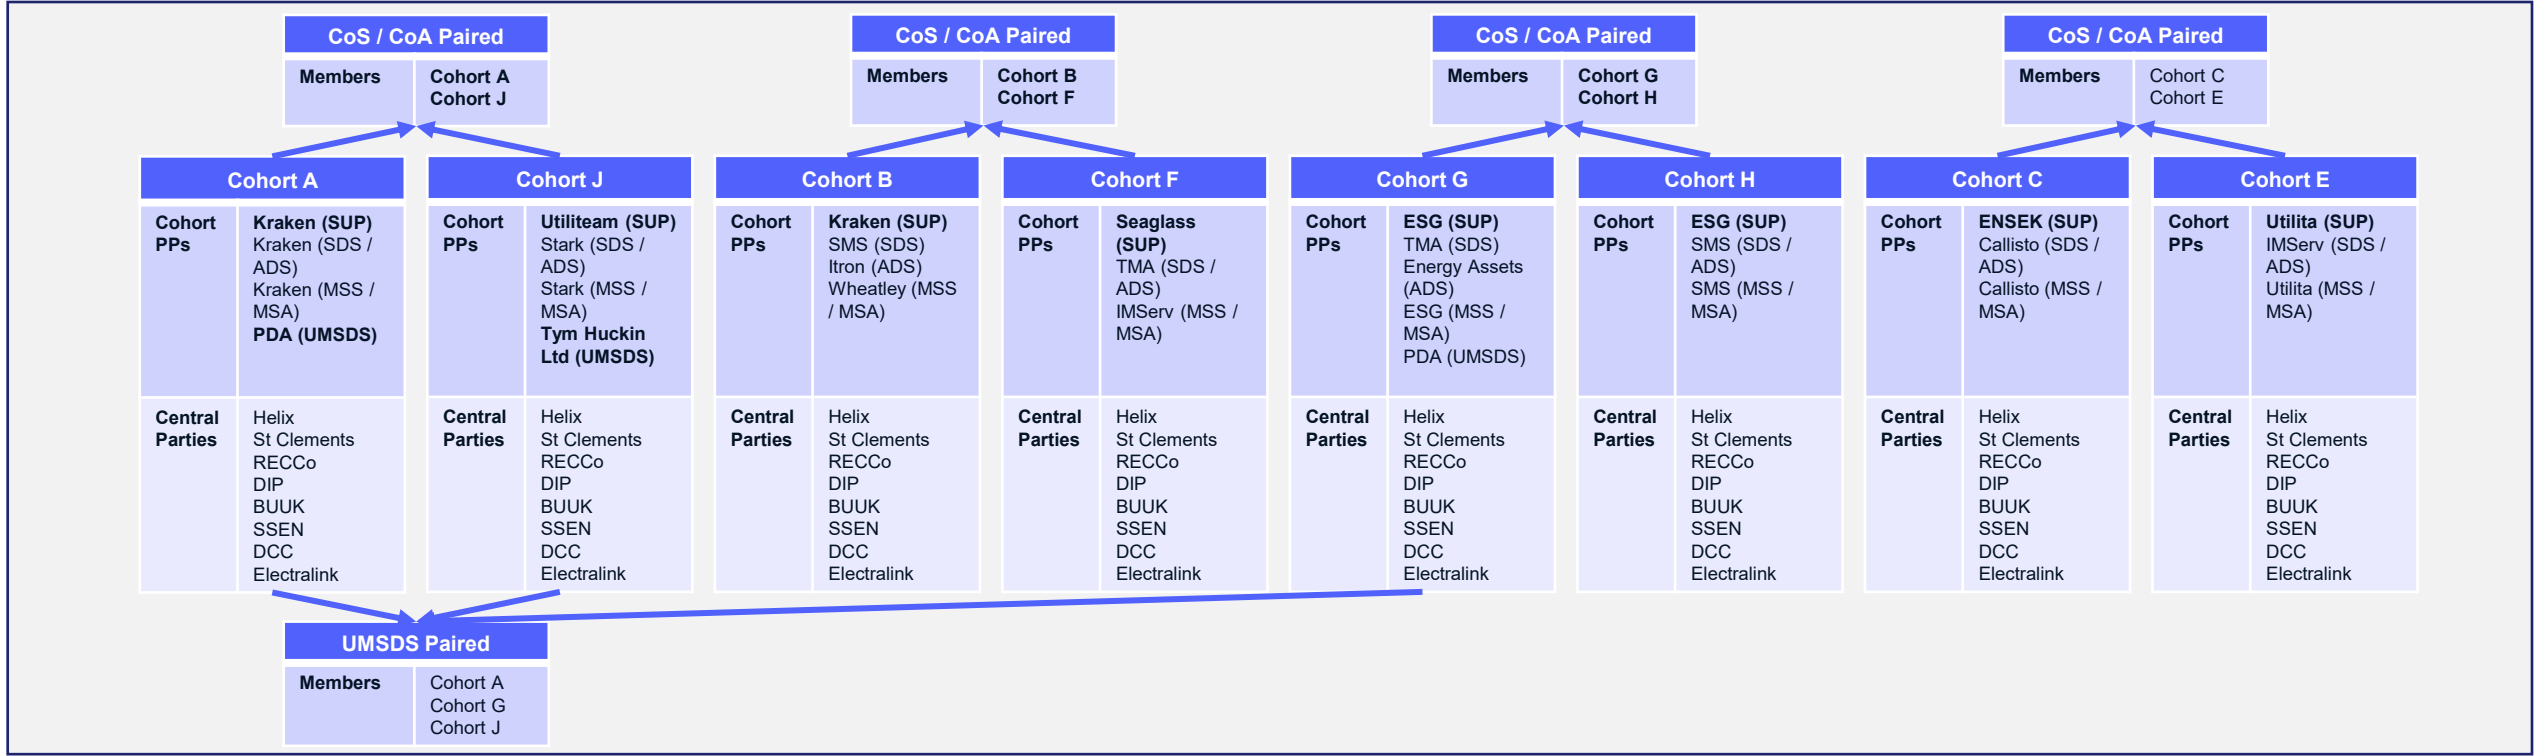 CoS / CoA Paired
Members
Cohort A
Cohort J
CoS / CoA Paired
Members
Cohort B
Cohort F
CoS / CoA Paired
Members
Cohort G
Cohort H
CoS / CoA Paired
Members
Cohort C
Cohort E
Cohort A
Cohort
PPs
Kraken (SUP)
Kraken (SDS /
ADS)
Kraken (MSS /
MSA)
PDA (UMSDS)
Central
Parties
Helix
St Clements
RECCo
DIP
BUUK
SSEN
DCC
Electralink
Cohort J
Cohort
PPs
Utiliteam (SUP)
Stark (SDS /
ADS)
Stark (MSS /
MSA)
Tym Huckin
Ltd (UMSDS)
Central
Parties
Helix
St Clements
RECCo
DIP
BUUK
SSEN
DCC
Electralink
Cohort B
Cohort
PPs
Kraken (SUP)
SMS (SDS)
Itron (ADS)
Wheatley (MSS
/ MSA)
Central
Parties
Helix
St Clements
RECCo
DIP
BUUK
SSEN
DCC
Electralink
Cohort F
Cohort
PPs
Seaglass
(SUP)
TMA (SDS /
ADS)
IMServ (MSS /
MSA)
Central
Parties
Helix
St Clements
RECCo
DIP
BUUK
SSEN
DCC
Electralink
Cohort G
Cohort
PPs
ESG (SUP)
TMA (SDS)
Energy Assets
(ADS)
ESG (MSS /
MSA)
PDA (UMSDS)
Central
Parties
Helix
St Clements
RECCo
DIP
BUUK
SSEN
DCC
Electralink
Cohort H
Cohort
PPs
ESG (SUP)
SMS (SDS /
ADS)
SMS (MSS /
MSA)
Central
Parties
Helix
St Clements
RECCo
DIP
BUUK
SSEN
DCC
Electralink
Cohort C
Cohort
PPs
ENSEK (SUP)
Callisto (SDS /
ADS)
Callisto (MSS /
MSA)
Central
Parties
Helix
St Clements
RECCo
DIP
BUUK
SSEN
DCC
Electralink
Cohort E
Cohort
PPs
Utilita (SUP)
IMServ (SDS /
ADS)
Utilita (MSS /
MSA)
Central
Parties
Helix
St Clements
RECCo
DIP
BUUK
SSEN
DCC
Electralink
UMSDS Paired
Members
Cohort A
Cohort G
Cohort J